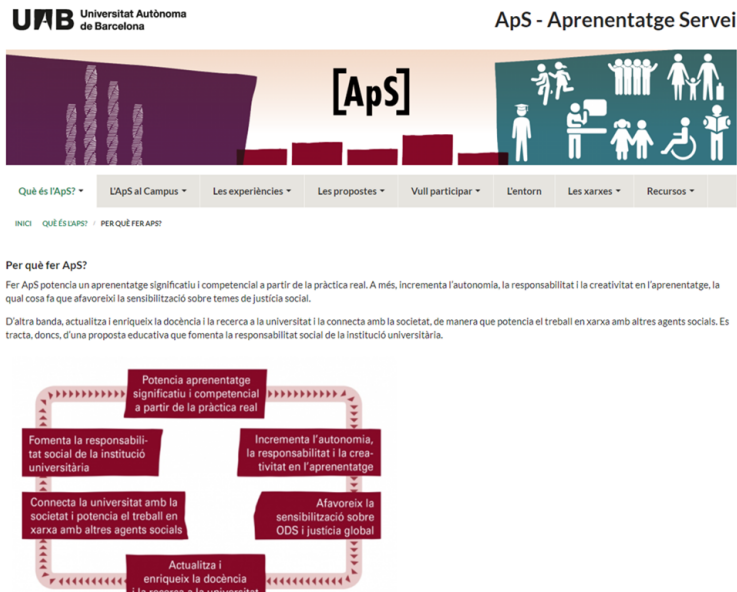 UAB Universitat Autònoma
de Barcelona
ApS - Aprenentatge Servei
[ApS]
Què és l'ApS?
L'ApS al Campus
Les experiències
Les propostes
Vull participar
L'entorn
Les xarxes
Recursos
INICI QUÈ ÉS L'APS? / PER QUÈ FER APS?
Per què fer ApS?
Fer ApS potencia un aprenentatge significatiu i competencial a partir de la pràctica real. A més, incrementa l'autonomia, la responsabilitat i la creativitat en l'aprenentatge, la
qual cosa fa que afavoreixi la sensibilització sobre temes de justícia social.
D'altra banda, actualitza i enriqueix la docència i la recerca a la universitat i la connecta amb la societat, de manera que potencia el treball en xarxa amb altres agents socials. Es
tracta, doncs, d'una proposta educativa que fomenta la responsabilitat social de la institució universitària.
Potencia aprenentatge
significatiu i competencial
a partir de la pràctica real
Fomenta la responsabili-
tat social de la institució
universitària
Incrementa l'autonomia,
la responsabilitat i la crea-
tivitat en l'aprenentatge
Connecta la universitat amb la
societat i potencia el treball en
xarxa amb altres agents socials
Afavoreix la
sensibilització sobre
ODS i justícia global
Actualitza i
enriqueix la docència
i la recerca a la universitat